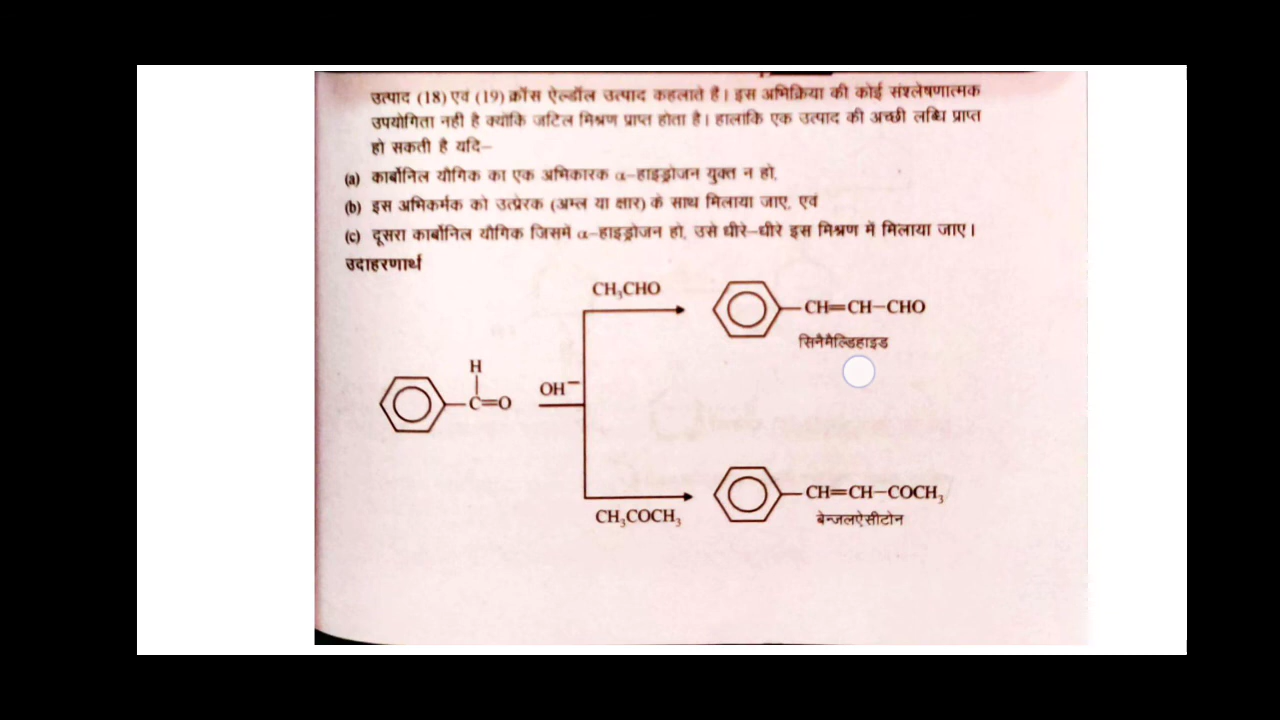 उत्पाद (18) एवं (19) क्रॉस ऐल्डॉल उत्पाद कहलाते है। इस अभिक्रिया की कोई संश्लेषणात्मक
उपयोगिता नही है क्योंकि जटिल मिश्रण प्राप्त होता है। हालाकि एक उत्पाद की अच्छी लब्धि प्राप्त
हो सकती है यदि–
(a) कार्बोनिल यौगिक का एक अभिकारक α–हाइड्रोजन युक्त न हो,
(b) इस अभिकर्मक को उत्प्रेरक (अम्ल या क्षार) के साथ मिलाया जाए, एवं
(c) दूसरा कार्बोनिल यौगिक जिसमें α–हाइड्रोजन हो, उसे धीरे–धीरे इस मिश्रण में मिलाया जाए।
उदाहरणार्थ
CH₃CHO
CH=CH–CHO
सिनैमैल्डिहाइड
H
C=O
OH⁻
CH=CH–COCH₃
CH₃COCH₃
बेन्जलऐसीटोन